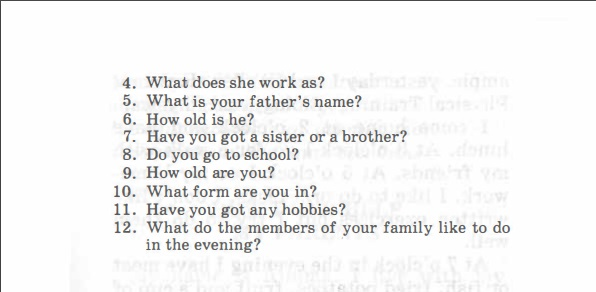 4. What does she work as?
5. What is your father's name?
6. How old is he?
7. Have you got a sister or a brother?
8. Do you go to school?
9. How old are you?
10. What form are you in?
11. Have you got any hobbies?
12. What do the members of your family like to do
in the evening?